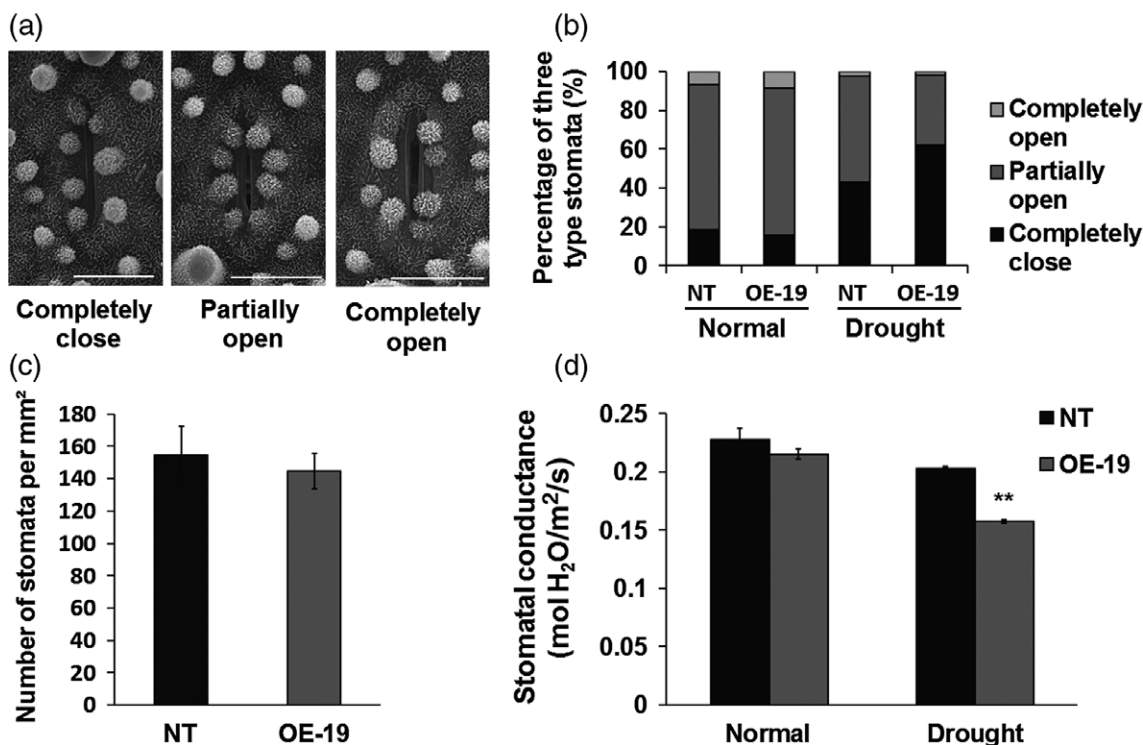 (a)
Completely
close
Partially
open
Completely
open
(b)
Percentage of three
type stomata (%)
100
80
60
40
20
0
NT OE-19 NT OE-19
Normal Drought
Completely
open
Partially
open
Completely
close
(c)
Number of stomata per mm²
180
160
140
120
100
80
60
40
20
0
NT OE-19
(d)
Stomatal conductance
(mol H₂O/m²/s)
0.25
0.2
0.15
0.1
0.05
0
**
Normal Drought
NT
OE-19